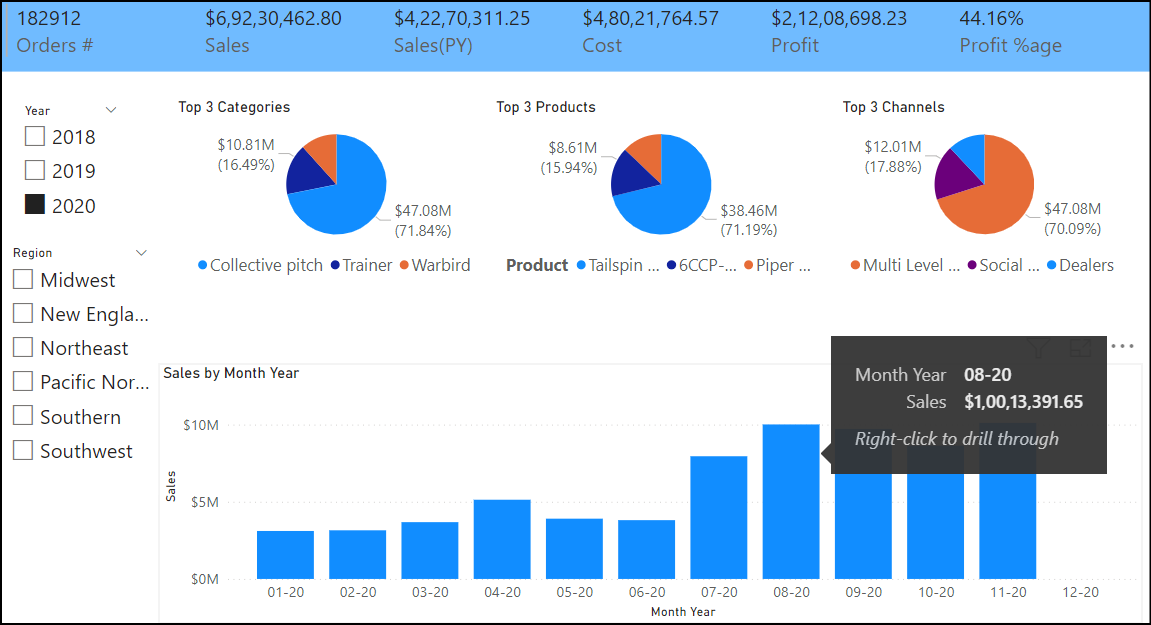 182912 $6,92,30,462.80 $4,22,70,311.25 $4,80,21,764.57 $2,12,08,698.23 44.16%
Orders # Sales Sales(PY) Cost Profit Profit %age
Year
2018
2019
2020
Region
Midwest
New Engla...
Northeast
Pacific Nor...
Southern
Southwest
Top 3 Categories
$10.81M
(16.49%)
$47.08M
(71.84%)
Collective pitch Trainer Warbird
Top 3 Products
$8.61M
(15.94%)
$38.46M
(71.19%)
Product Tailspin ... 6CCP-... Piper ...
Top 3 Channels
$12.01M
(17.88%)
$47.08M
(70.09%)
Multi Level ... Social ... Dealers
Sales by Month Year
Month Year 08-20
Sales $1,00,13,391.65
Right-click to drill through
Sales
$10M
$5M
$0M
01-20 02-20 03-20 04-20 05-20 06-20 07-20 08-20 09-20 10-20 11-20 12-20
Month Year